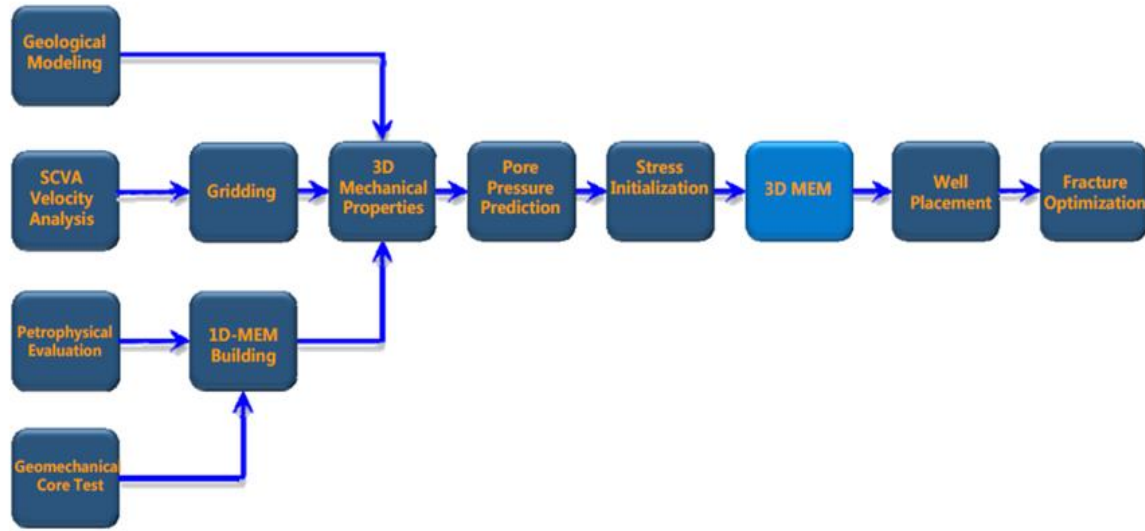 Geological
Modeling
SCVA
Velocity
Analysis
Gridding
3D
Mechanical
Properties
Pore
Pressure
Prediction
Stress
Initialization
3D MEM
Well
Placement
Fracture
Optimization
Petrophysical
Evaluation
1D-MEM
Building
Geomechanical
Core Test